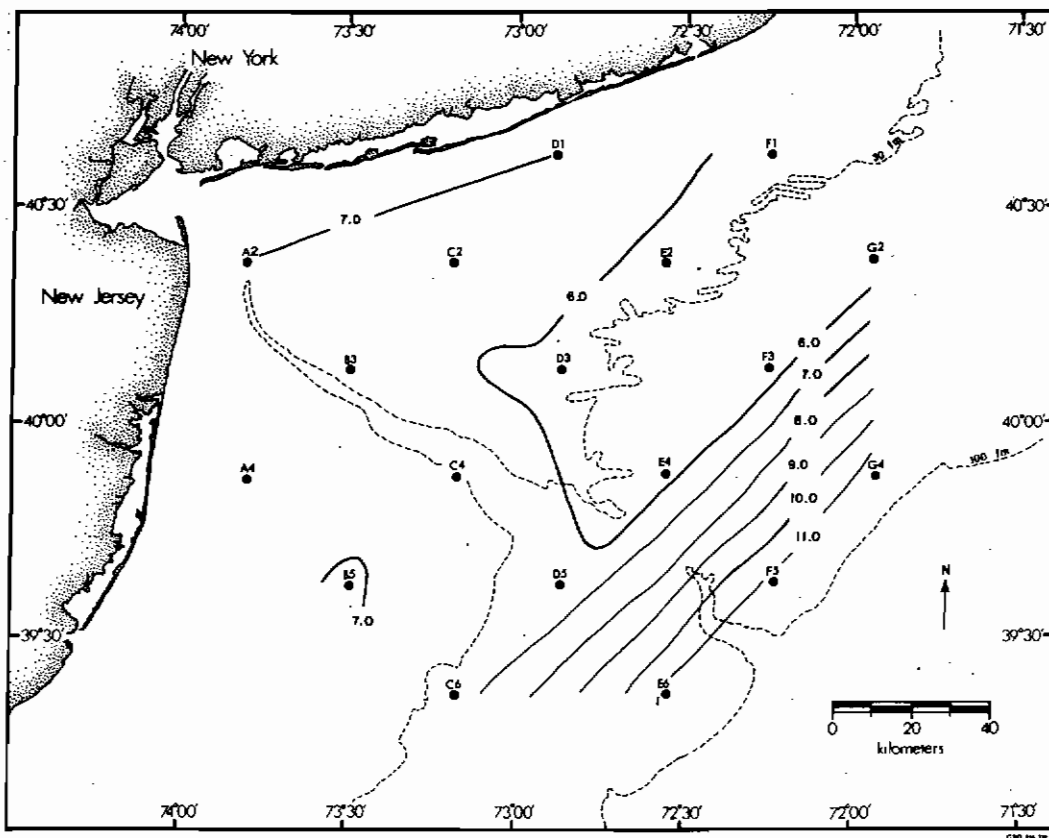 74°00' 73°30' 73°00' 72°30' 72°00' 71°30'
New York
D1 F1
30 fm
40°30' 40°30'
7.0
A2 C2 E2 G2
New Jersey
6.0
B3 D3 F3 6.0
7.0
40°00' 40°00'
8.0
A4 C4 E4 9.0 G4 100 fm
10.0
11.0
B5 D5 F5 N
7.0
39°30' 39°30'
C6 E6
0 20 40
kilometers
74°00' 73°30' 73°00' 72°30' 72°00' 71°30'